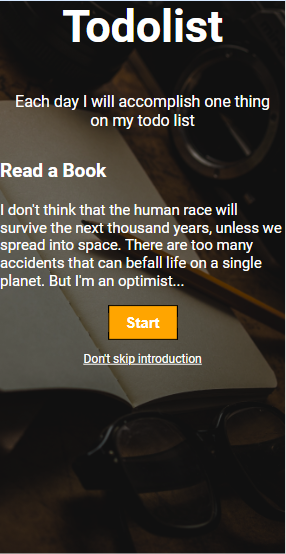 Todolist
Each day I will accomplish one thing
on my todo list
Read a Book
I don't think that the human race will
survive the next thousand years, unless we
spread into space. There are too many
accidents that can befall life on a single
planet. But I'm an optimist...
Start
Don't skip introduction